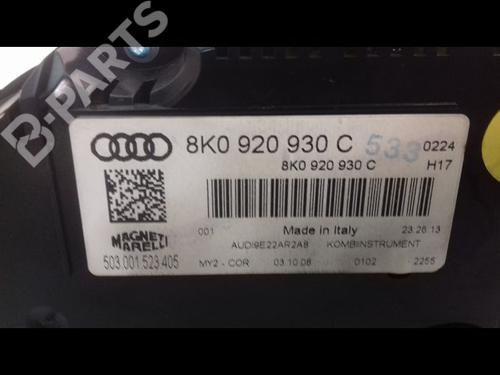 B-PARTS
8K0 920 930 C 533 0224
8K0 920 930 C H17
001 Made in Italy 23:26:13
AUDI9E22AR2A8 KOMBIINSTRUMENT
MAGNETI
MARELLI
503.001.523.405
MY2 - COR 03.10.08 0102 2255